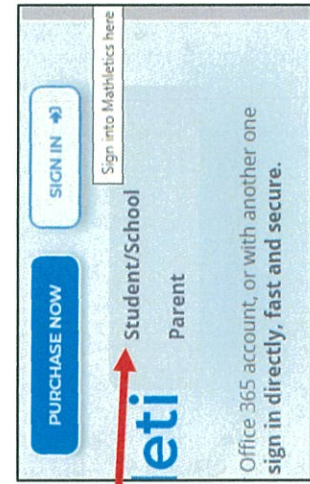 PURCHASE NOW
SIGN IN
Sign into Mathletics here
Student/School
Parent
leti
Office 365 account, or with another one
sign in directly, fast and secure.